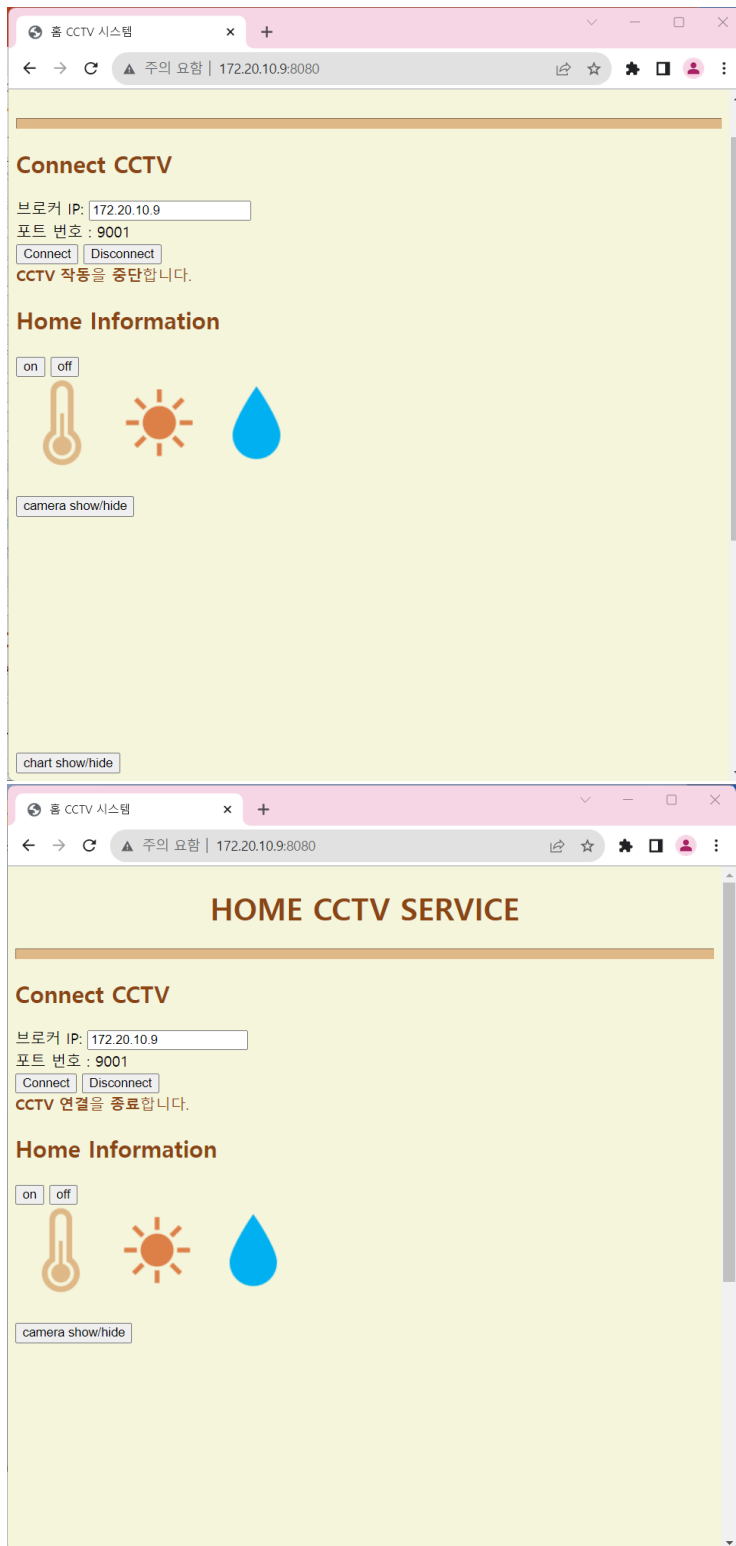 홈 CCTV 시스템
주의 요함 | 172.20.10.9:8080
Connect CCTV
브로커 IP: 172.20.10.9
포트 번호 : 9001
Connect Disconnect
CCTV 작동을 중단합니다.
Home Information
on off
camera show/hide
chart show/hide
홈 CCTV 시스템
주의 요함 | 172.20.10.9:8080
HOME CCTV SERVICE
Connect CCTV
브로커 IP: 172.20.10.9
포트 번호 : 9001
Connect Disconnect
CCTV 연결을 종료합니다.
Home Information
on off
camera show/hide